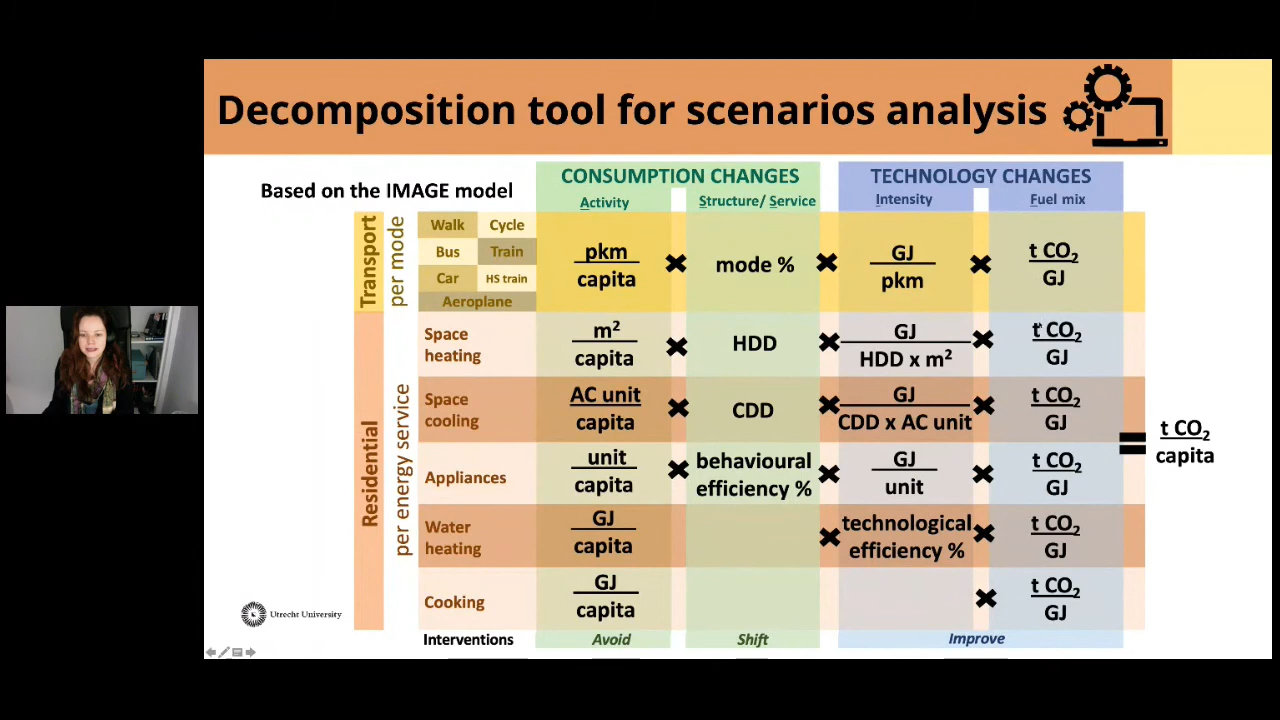 Decomposition tool for scenarios analysis
Based on the IMAGE model
CONSUMPTION CHANGES
TECHNOLOGY CHANGES
Activity
Structure/ Service
Intensity
Fuel mix
Transport
per mode
Walk Cycle
Bus Train
Car HS train
Aeroplane
pkm
capita
mode %
GJ
pkm
t CO₂
GJ
Residential
per energy service
Space
heating
m²
capita
HDD
GJ
HDD x m²
t CO₂
GJ
Space
cooling
AC unit
capita
CDD
GJ
CDD x AC unit
t CO₂
GJ
Appliances
unit
capita
behavioural
efficiency %
GJ
unit
t CO₂
GJ
Water
heating
GJ
capita
technological
efficiency %
t CO₂
GJ
Cooking
GJ
capita
t CO₂
GJ
=
t CO₂
capita
Interventions
Avoid
Shift
Improve
Utrecht University